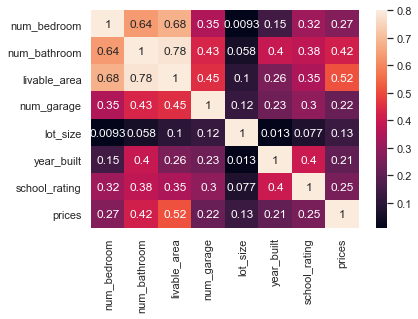 num_bedroom 1 0.64 0.68 0.35 0.0093 0.15 0.32 0.27
num_bathroom 0.64 1 0.78 0.43 0.058 0.4 0.38 0.42
livable_area 0.68 0.78 1 0.45 0.1 0.26 0.35 0.52
num_garage 0.35 0.43 0.45 1 0.12 0.23 0.3 0.22
lot_size 0.0093 0.058 0.1 0.12 1 0.013 0.077 0.13
year_built 0.15 0.4 0.26 0.23 0.013 1 0.4 0.21
school_rating 0.32 0.38 0.35 0.3 0.077 0.4 1 0.25
prices 0.27 0.42 0.52 0.22 0.13 0.21 0.25 1
num_bedroom
num_bathroom
livable_area
num_garage
lot_size
year_built
school_rating
prices
0.8
0.7
0.6
0.5
0.4
0.3
0.2
0.1